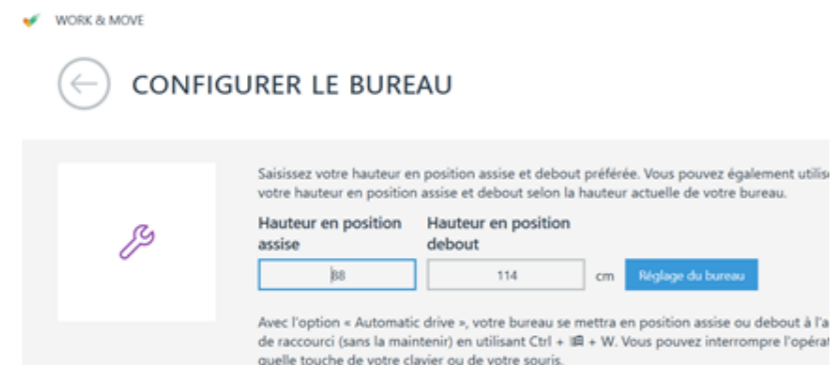 WORK & MOVE
CONFIGURER LE BUREAU
Saisissez votre hauteur en position assise et debout préférée. Vous pouvez également utilis
votre hauteur en position assise et debout selon la hauteur actuelle de votre bureau.
Hauteur en position assise
Hauteur en position debout
88
114
cm
Réglage du bureau
Avec l'option « Automatic drive », votre bureau se mettra en position assise ou debout à l'a
de raccourci (sans la maintenir) en utilisant Ctrl + + W. Vous pouvez interrompre l'opérat
quelle touche de votre clavier ou de votre souris.